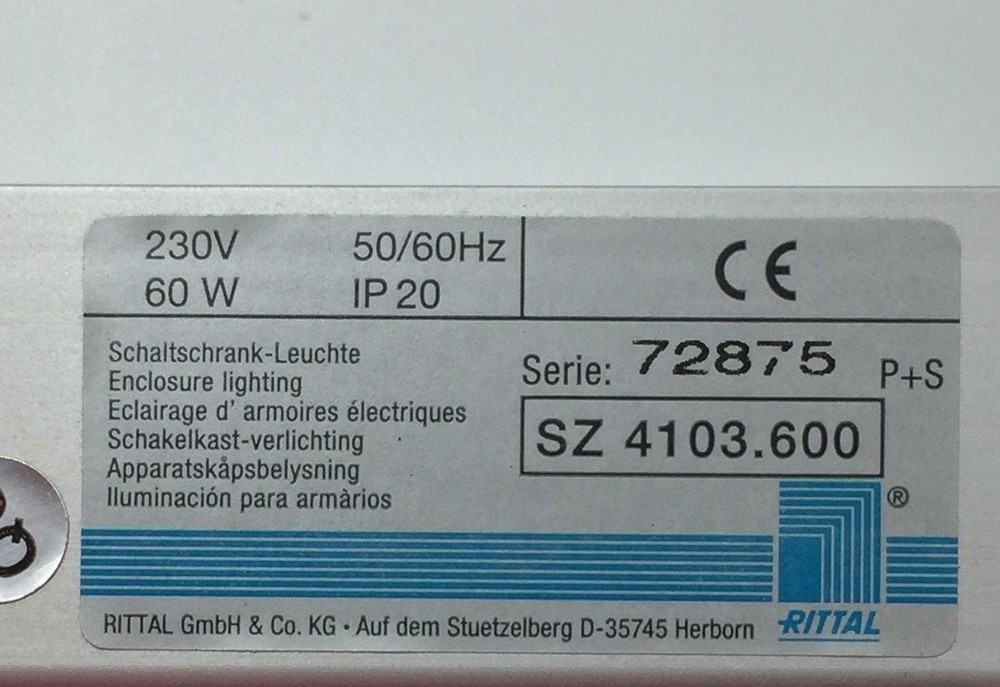 230V 50/60Hz
60 W IP 20
CE
Schaltschrank-Leuchte
Enclosure lighting
Eclairage d' armoires électriques
Schakelkast-verlichting
Apparatskåpsbelysning
Iluminación para armàrios
Serie: 72875 P+S
SZ 4103.600
®
RITTAL
RITTAL GmbH & Co. KG · Auf dem Stuetzelberg D-35745 Herborn